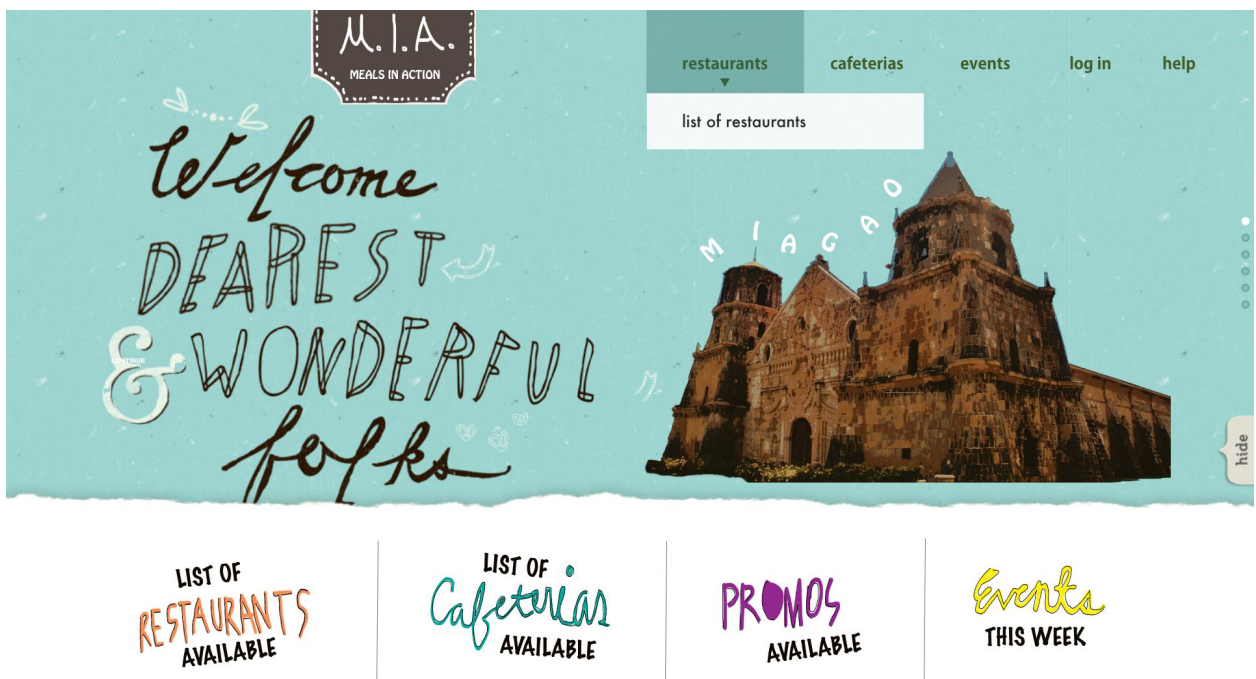 M.I.A.
MEALS IN ACTION
restaurants cafeterias events log in help
list of restaurants
Welcome
DEAREST
& WONDERFUL
folks
CONTINUE
MIAGAO
hide
LIST OF
RESTAURANTS
AVAILABLE
LIST OF
Cafeterias
AVAILABLE
PROMOS
AVAILABLE
Events
THIS WEEK